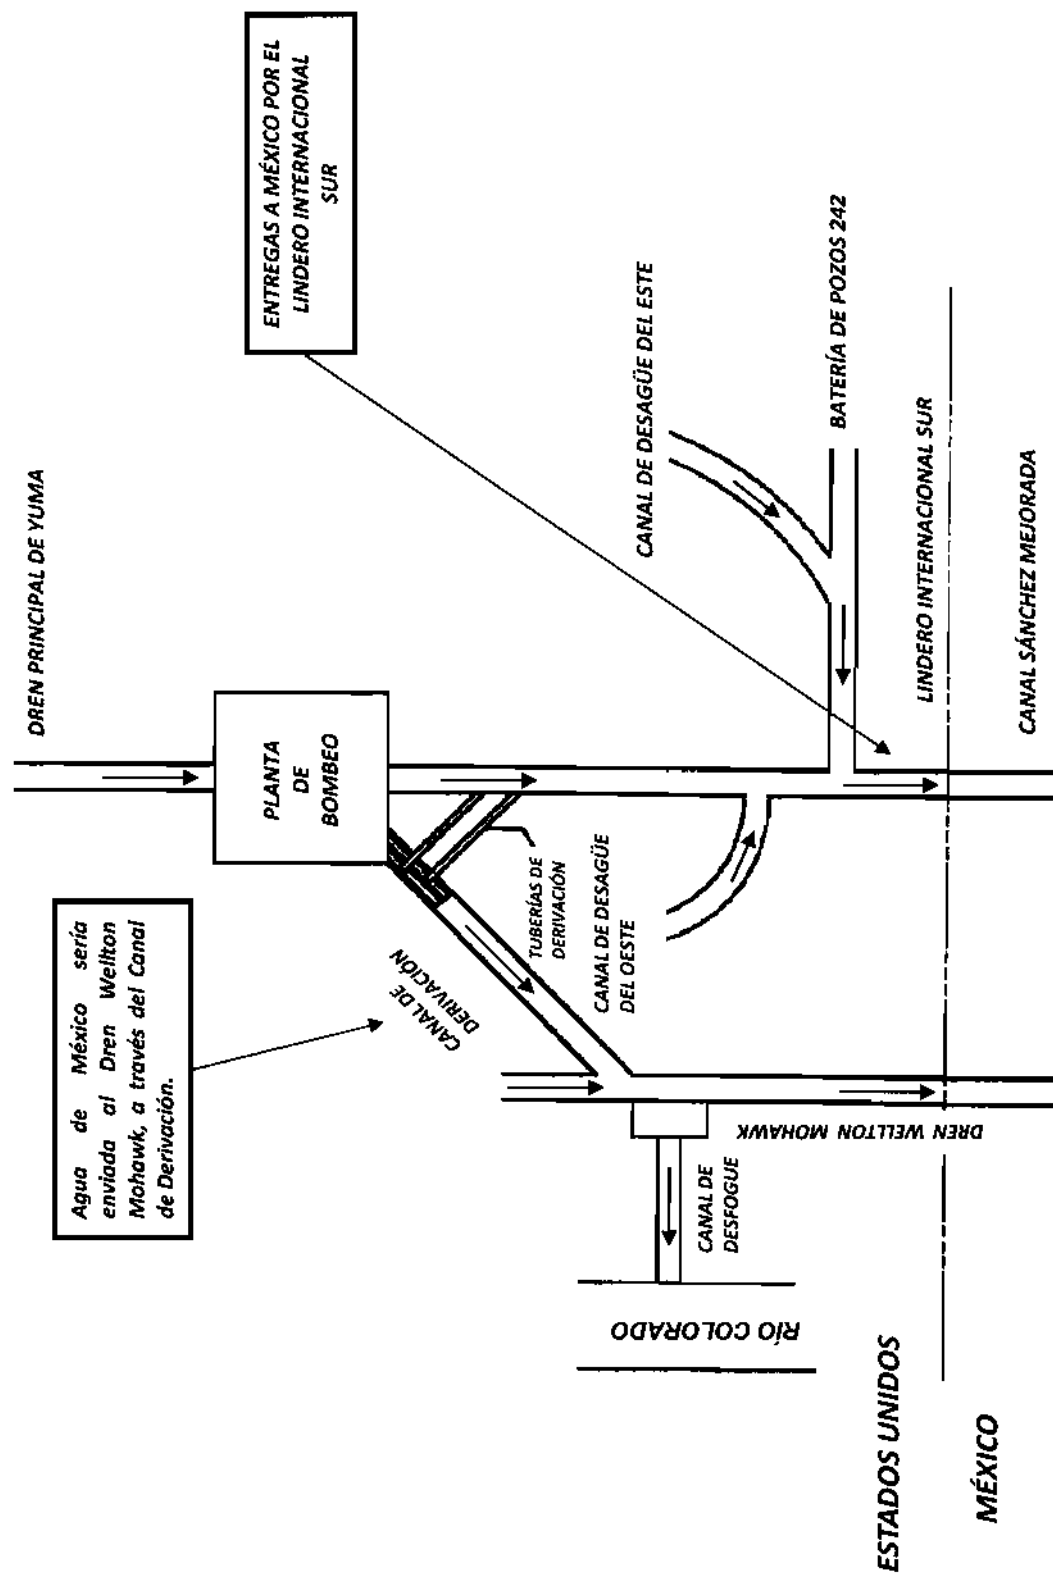 DREN PRINCIPAL DE YUMA
ENTREGAS A MÉXICO POR EL
LINDERO INTERNACIONAL
SUR
Agua de México sería
enviada al Dren Wellton
Mohawk, a través del Canal
de Derivación.
PLANTA
DE
BOMBEO
CANAL DE
DERIVACIÓN
TUBERÍAS DE
DERIVACIÓN
CANAL DE DESAGÜE
DEL OESTE
CANAL DE DESAGÜE DEL ESTE
BATERÍA DE POZOS 242
RÍO COLORADO
CANAL DE
DESFOGUE
DREN WELLTON MOHAWK
LINDERO INTERNACIONAL SUR
ESTADOS UNIDOS
MÉXICO
CANAL SÁNCHEZ MEJORADA